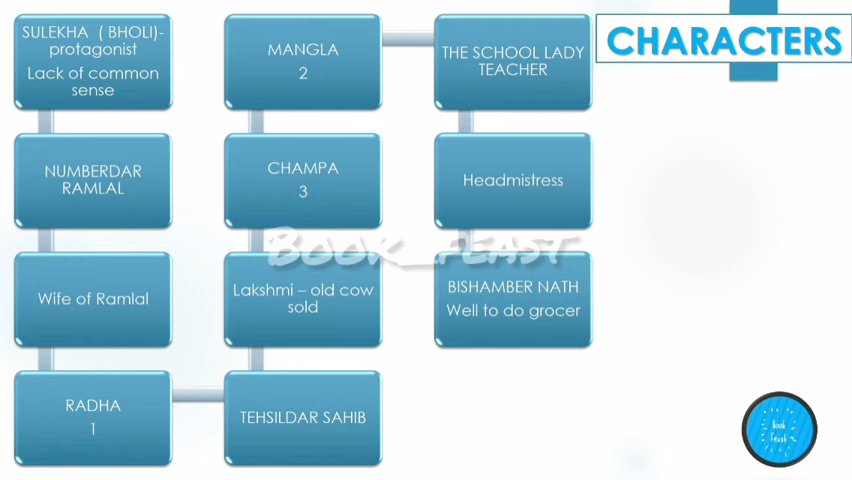 CHARACTERS
SULEKHA ( BHOLI)-
protagonist
Lack of common
sense
NUMBERDAR
RAMLAL
Wife of Ramlal
RADHA
1
TEHSILDAR SAHIB
Lakshmi – old cow
sold
CHAMPA
3
MANGLA
2
THE SCHOOL LADY
TEACHER
Headmistress
BISHAMBER NATH
Well to do grocer
BOOK_FEAST
Book
Feast